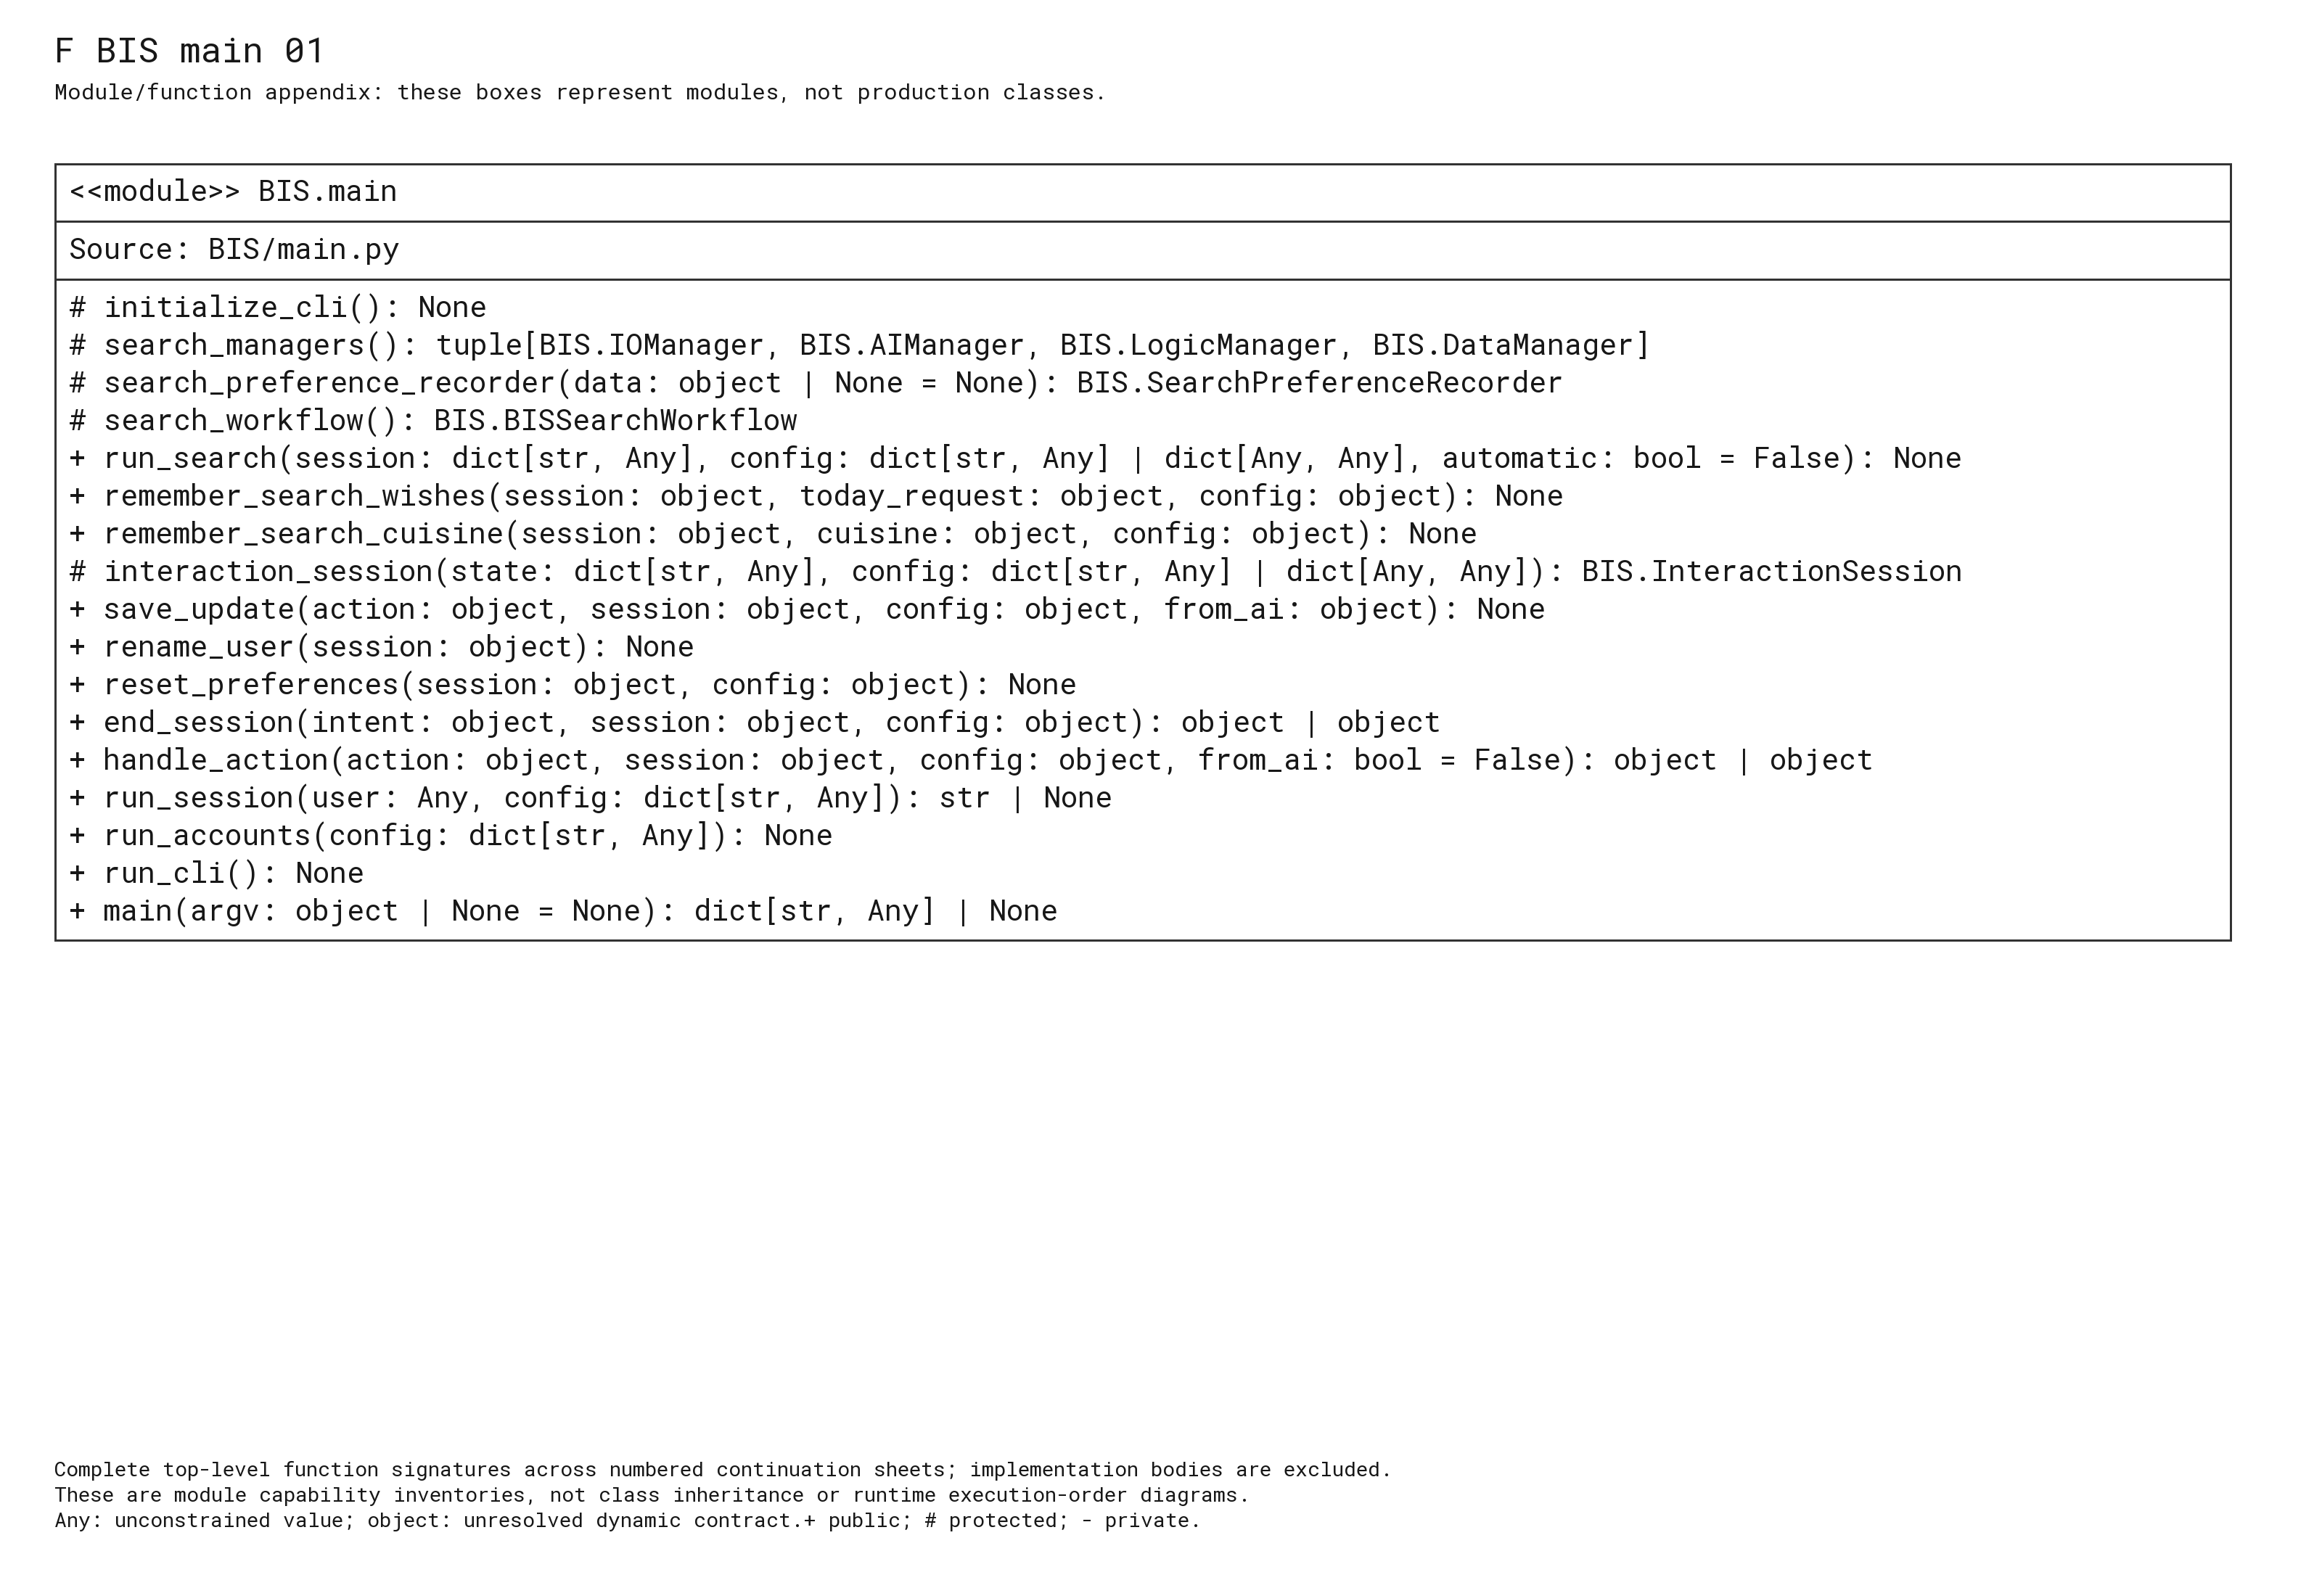 F BIS main 01
Module/function appendix: these boxes represent modules, not production classes.
<<module>> BIS.main
Source: BIS/main.py
# initialize_cli(): None
# search_managers(): tuple[BIS.IOManager, BIS.AIManager, BIS.LogicManager, BIS.DataManager]
# search_preference_recorder(data: object | None = None): BIS.SearchPreferenceRecorder
# search_workflow(): BIS.BISSearchWorkflow
+ run_search(session: dict[str, Any], config: dict[str, Any] | dict[Any, Any], automatic: bool = False): None
+ remember_search_wishes(session: object, today_request: object, config: object): None
+ remember_search_cuisine(session: object, cuisine: object, config: object): None
# interaction_session(state: dict[str, Any], config: dict[str, Any] | dict[Any, Any]): BIS.InteractionSession
+ save_update(action: object, session: object, config: object, from_ai: object): None
+ rename_user(session: object): None
+ reset_preferences(session: object, config: object): None
+ end_session(intent: object, session: object, config: object): object | object
+ handle_action(action: object, session: object, config: object, from_ai: bool = False): object | object
+ run_session(user: Any, config: dict[str, Any]): str | None
+ run_accounts(config: dict[str, Any]): None
+ run_cli(): None
+ main(argv: object | None = None): dict[str, Any] | None
Complete top-level function signatures across numbered continuation sheets; implementation bodies are excluded.
These are module capability inventories, not class inheritance or runtime execution-order diagrams.
Any: unconstrained value; object: unresolved dynamic contract.+ public; # protected; - private.